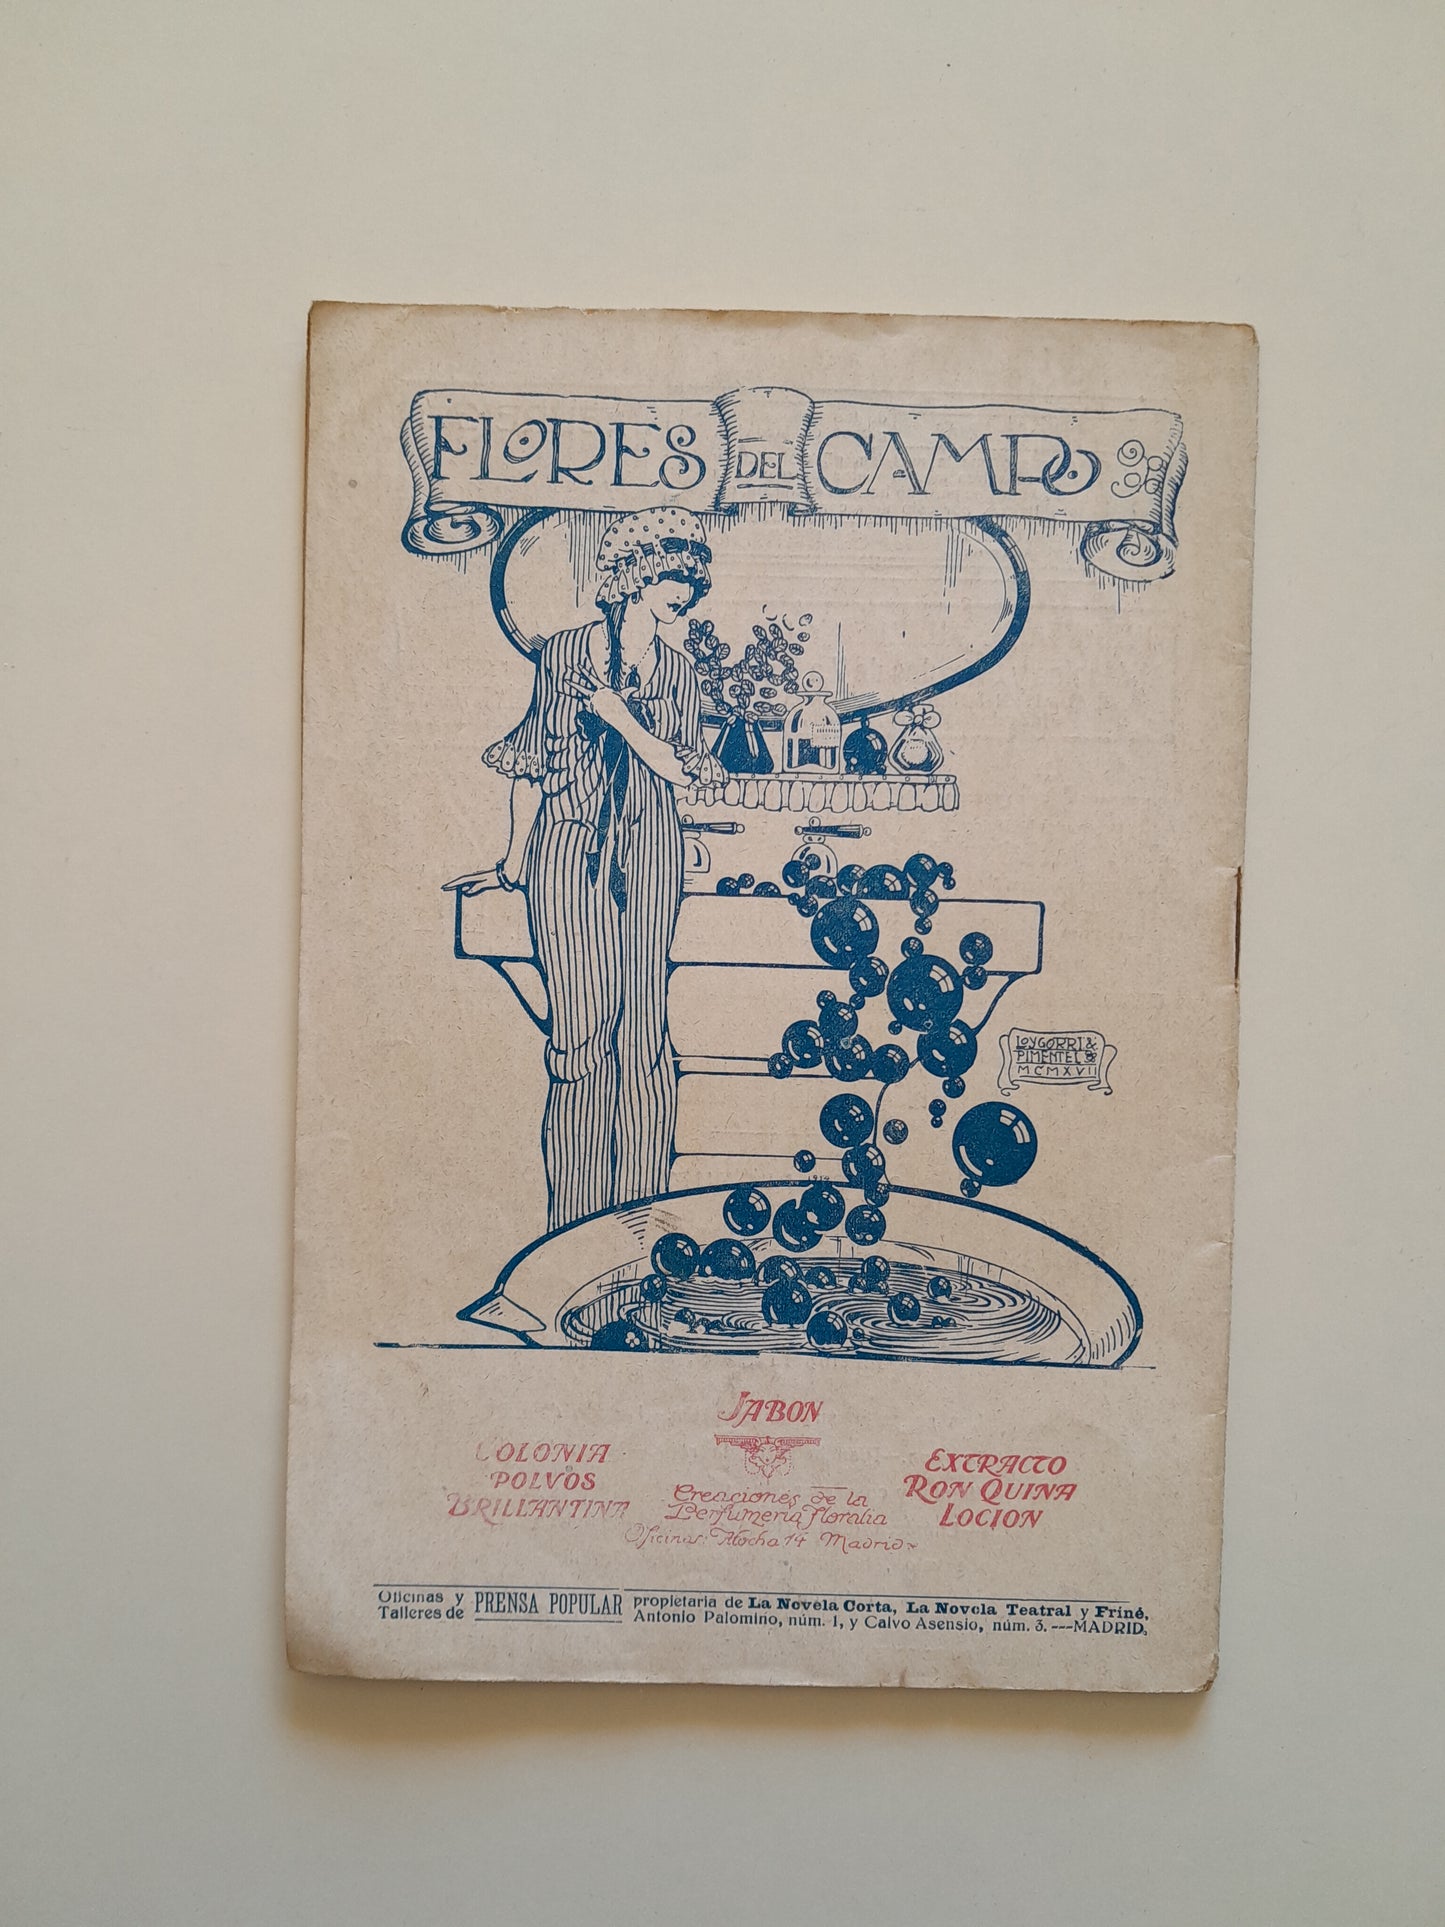 FLORES DEL CAMPO
LOYGORRI &
PIMENTEL
MCMXVII
JABON
COLONIA
POLVOS
BRILLANTINA
EXTRACTO
RON QUINA
LOCION
Creaciones de la
Perfumeria Floralia
Oficinas: Atocha 14 Madrid
Oficinas y
Talleres de
PRENSA POPULAR
propietaria de La Novela Corta, La Novela Teatral y Friné.
Antonio Palomino, núm. 1, y Calvo Asensio, núm. 3. ---MADRID.